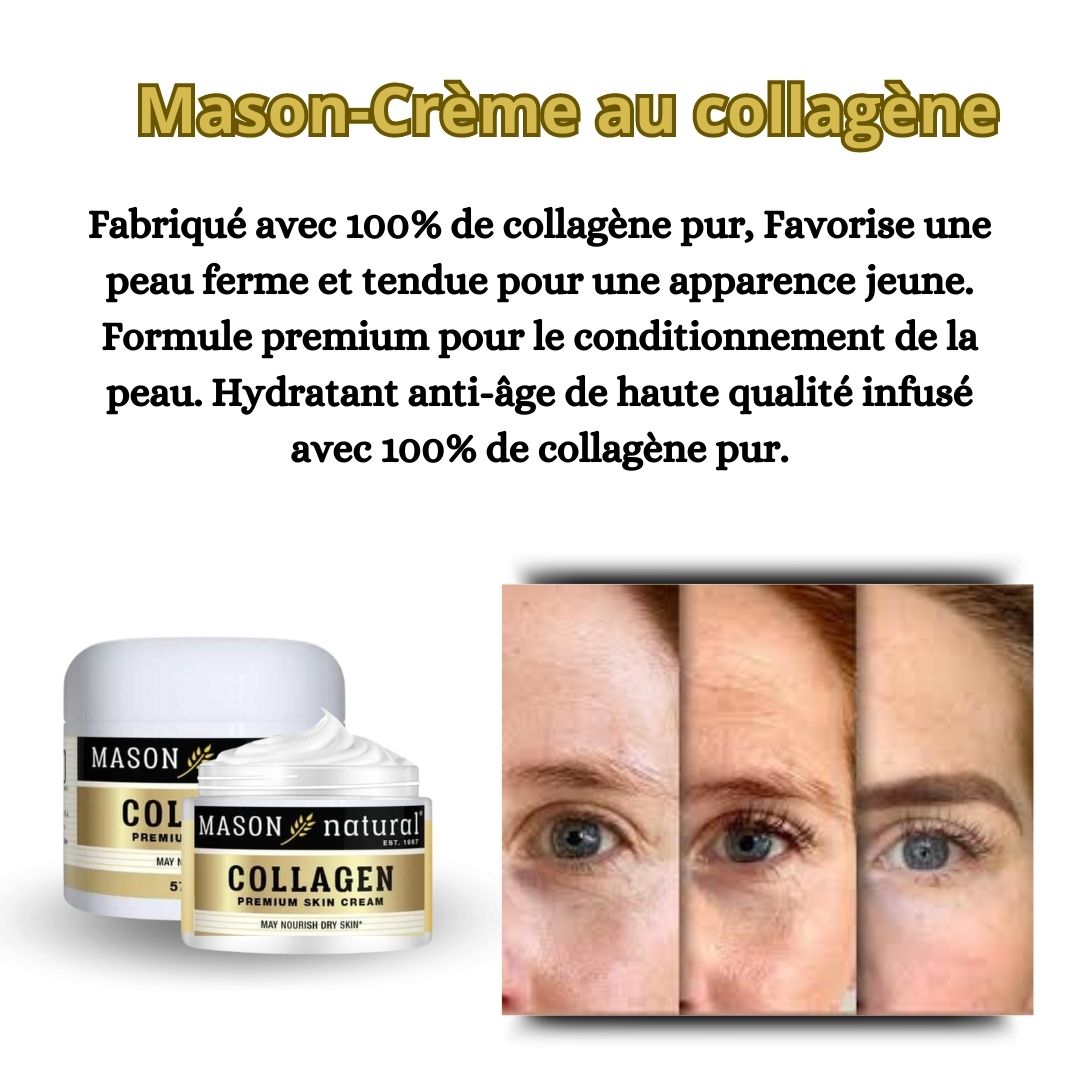 Mason-Crème au collagène
Fabriqué avec 100% de collagène pur, Favorise une
peau ferme et tendue pour une apparence jeune.
Formule premium pour le conditionnement de la
peau. Hydratant anti-âge de haute qualité infusé
avec 100% de collagène pur.
MASON
COL
PREMIU
MAY N
57
MASON natural®
EST. 1967
COLLAGEN
PREMIUM SKIN CREAM
MAY NOURISH DRY SKIN*